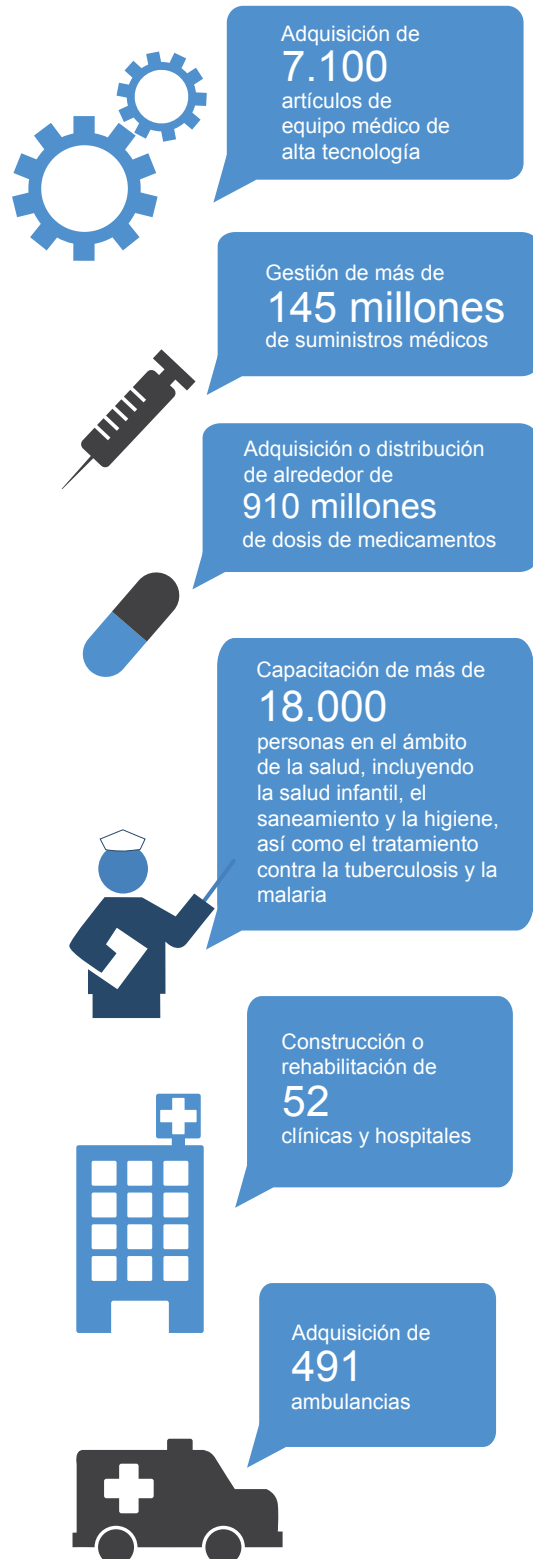 Adquisición de
7.100
artículos de
equipo médico de
alta tecnología
Gestión de más de
145 millones
de suministros médicos
Adquisición o distribución
de alrededor de
910 millones
de dosis de medicamentos
Capacitación de más de
18.000
personas en el ámbito
de la salud, incluyendo
la salud infantil, el
saneamiento y la higiene,
así como el tratamiento
contra la tuberculosis y la
malaria
Construcción o
rehabilitación de
52
clínicas y hospitales
Adquisición de
491
ambulancias